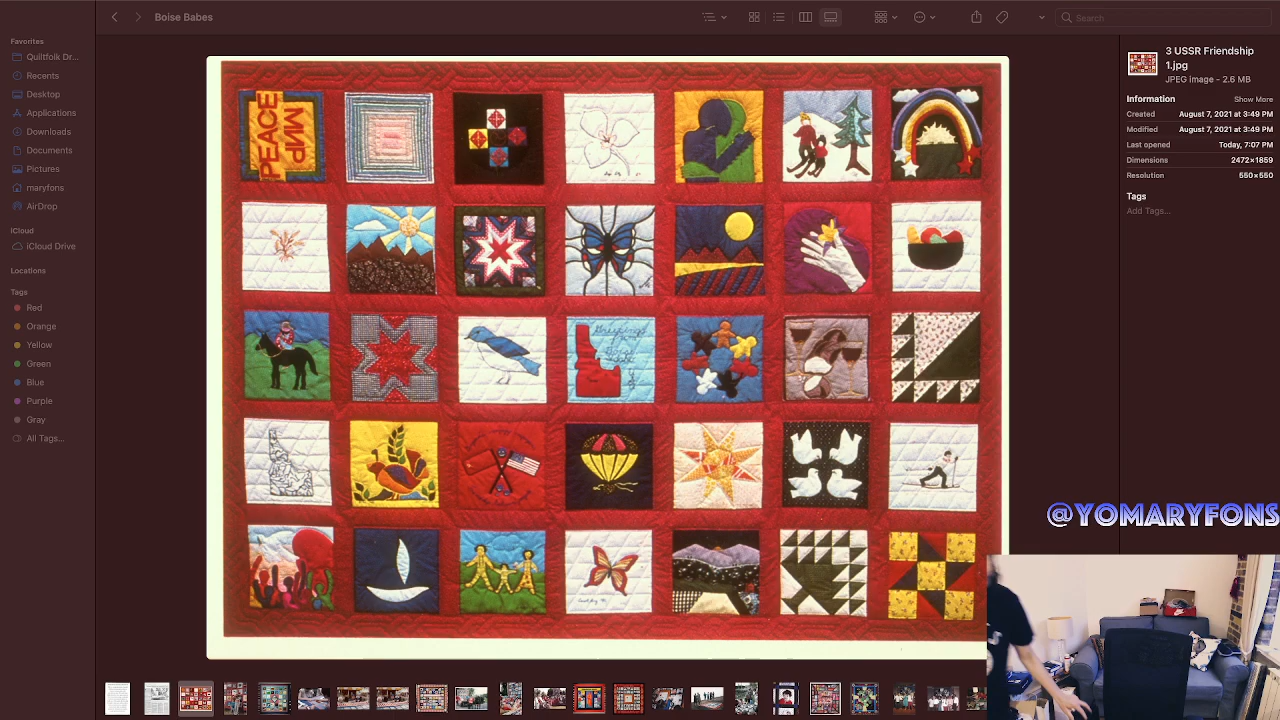 Boise Babes
Search
Favorites
Quiltfolk Dr...
Recents
Desktop
Applications
Downloads
Documents
Pictures
maryfons
AirDrop
iCloud
iCloud Drive
Locations
Tags
Red
Orange
Yellow
Green
Blue
Purple
Gray
All Tags...
PEACE
MИP
3 USSR Friendship
1.jpg
JPEG image - 2.6 MB
Information
Show More
Created
August 7, 2021 at 3:49 PM
Modified
August 7, 2021 at 3:49 PM
Last opened
Today, 7:07 PM
Dimensions
Resolution
550×550
Tags
Add Tags...
@YOMARYFONS